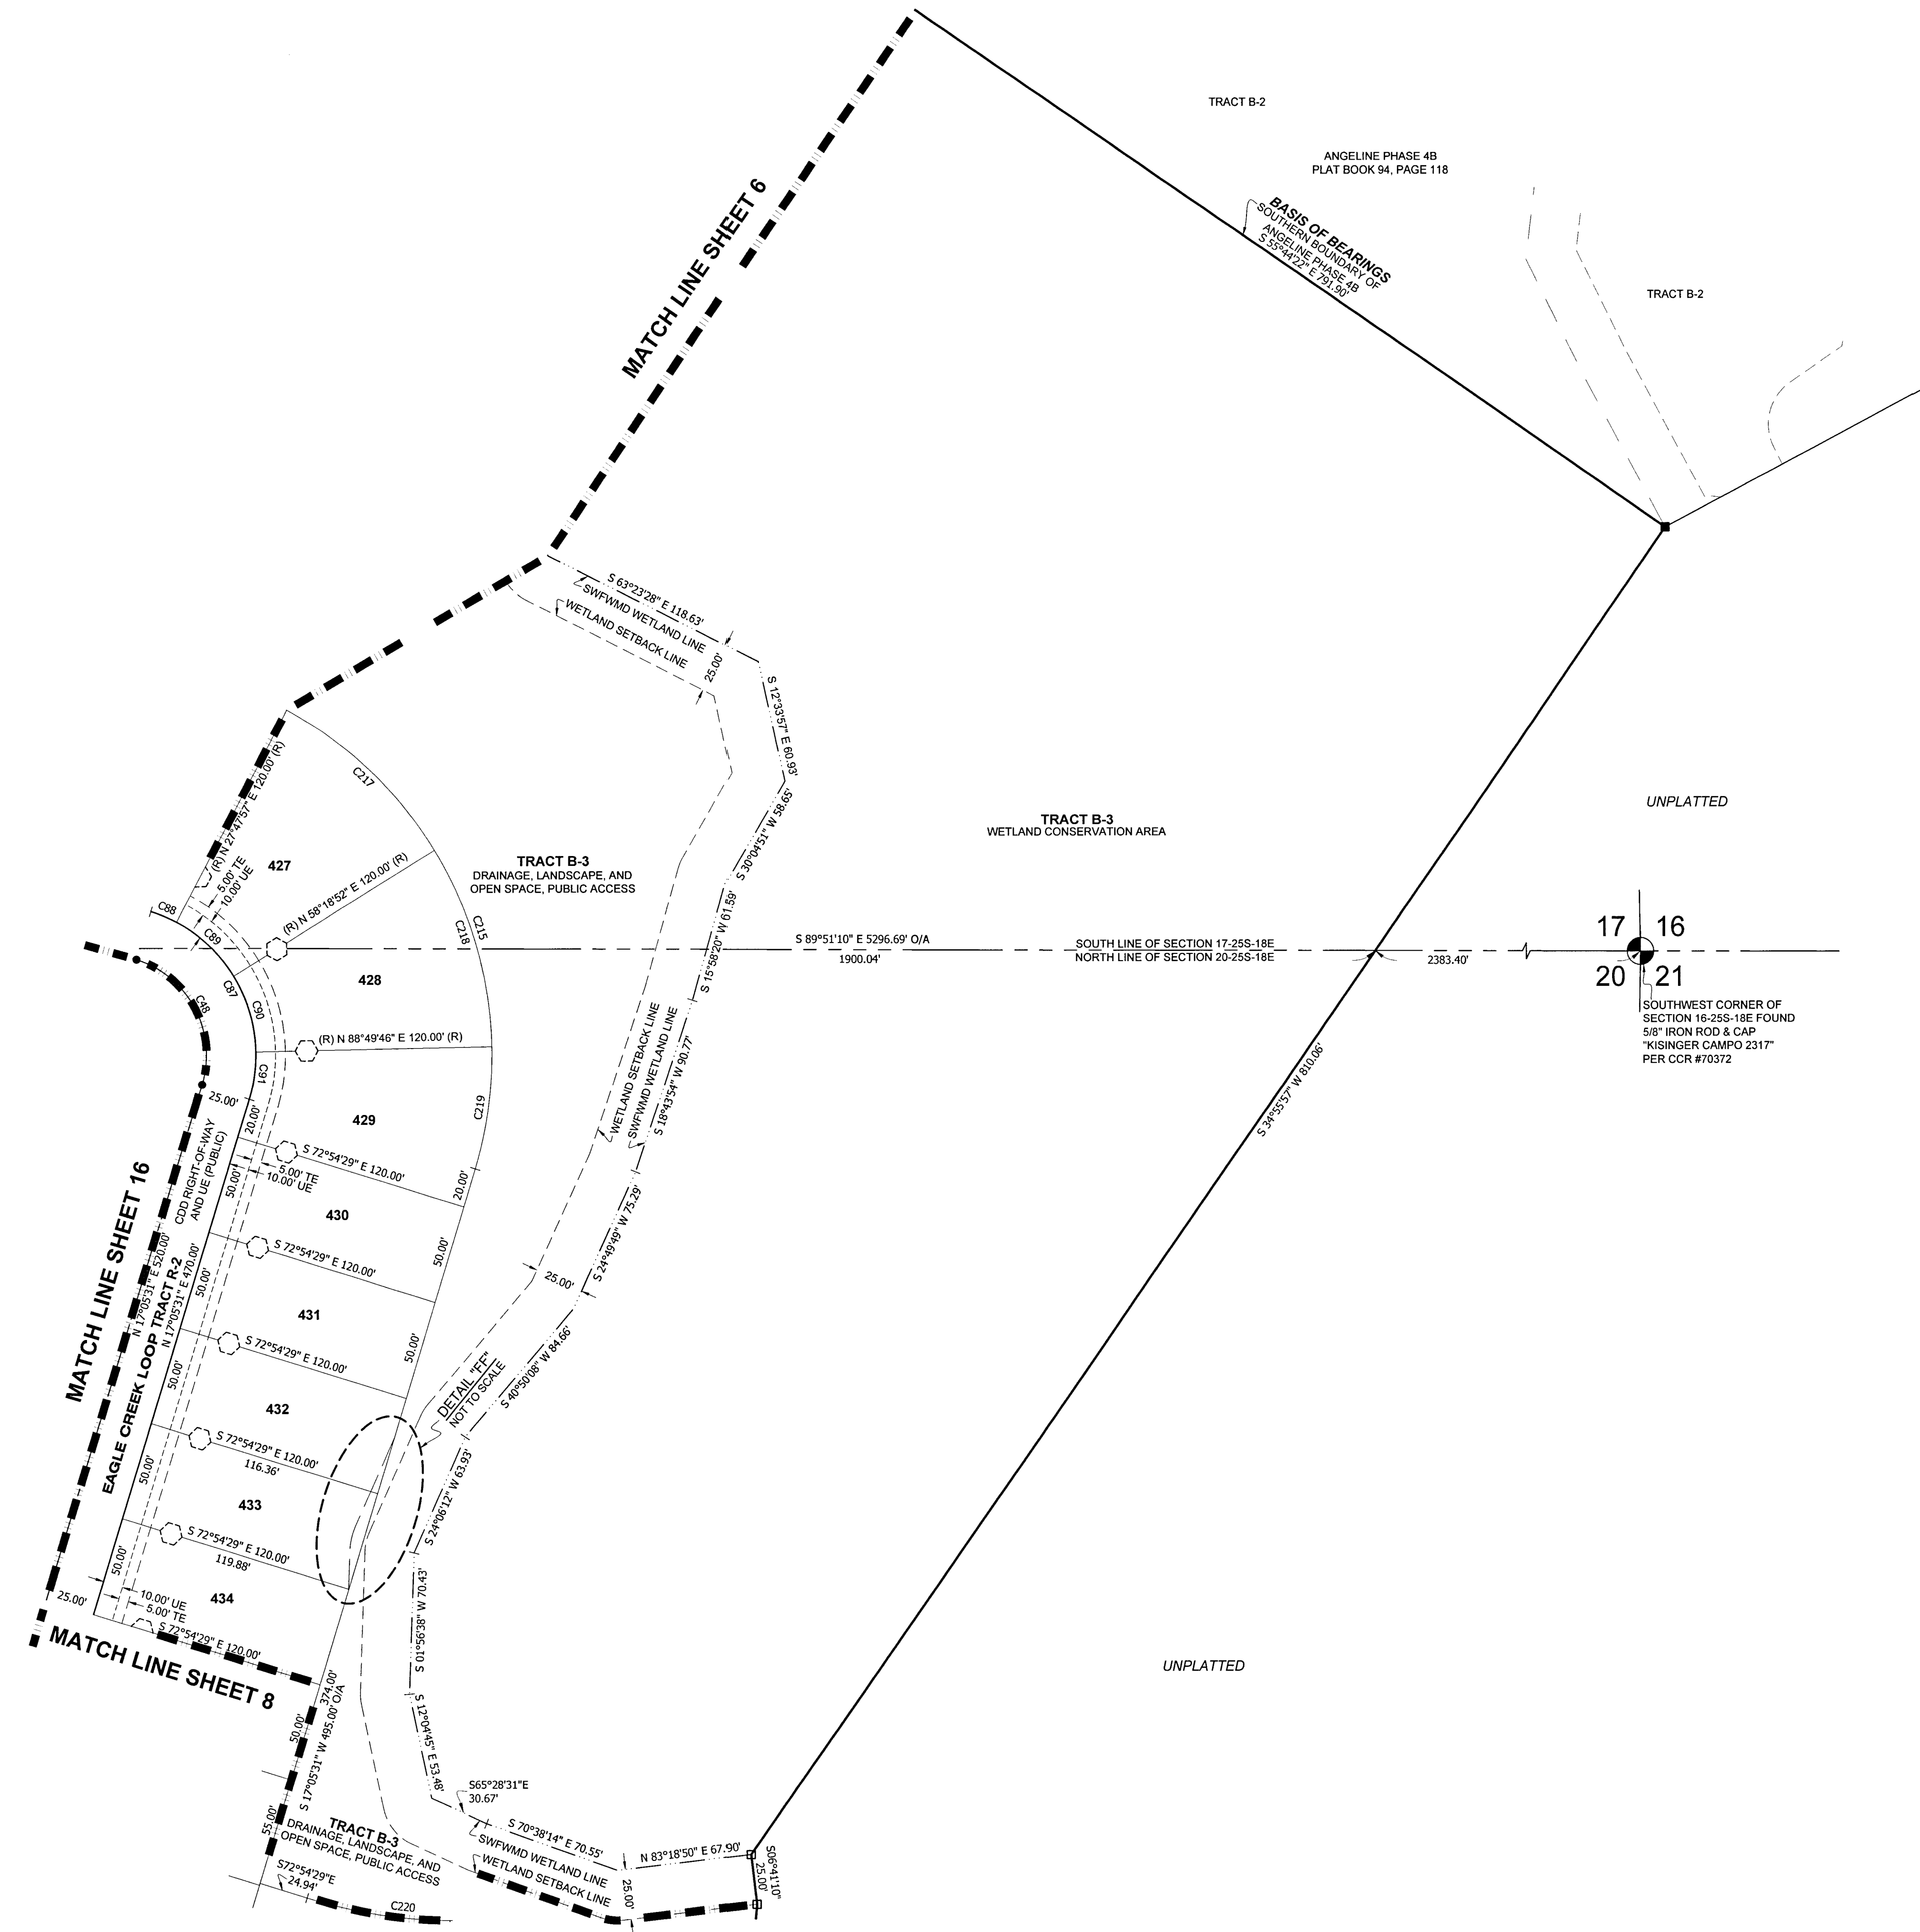 TRACT B-2
ANGELINE PHASE 4B
PLAT BOOK 94, PAGE 118
MATCH LINE SHEET 6
BASIS OF BEARINGS
SOUTHERN BOUNDARY OF
ANGELINE PHASE 4B
S 55°44'22" E 791.90'
TRACT B-2
S 63°23'28" E 118.63'
SWFWMD WETLAND LINE
WETLAND SETBACK LINE
25.00'
S 12°33'57" E 60.93'
C217
(R) N 27°47'57" E 120.00' (R)
S 30°04'51" W 58.65'
UNPLATTED
TRACT B-3
WETLAND CONSERVATION AREA
427
5.00' TE
10.00' UE
(R) N 58°18'52" E 120.00' (R)
TRACT B-3
DRAINAGE, LANDSCAPE, AND
OPEN SPACE, PUBLIC ACCESS
C88
C89
C218
C215
S 15°58'20" W 61.59'
S 89°51'10" E 5296.69' O/A
1900.04'
SOUTH LINE OF SECTION 17-25S-18E
NORTH LINE OF SECTION 20-25S-18E
2383.40'
17
16
20
21
SOUTHWEST CORNER OF
SECTION 16-25S-18E FOUND
5/8" IRON ROD & CAP
"KISINGER CAMPO 2317"
PER CCR #70372
C48
C87
C90
428
(R) N 88°49'46" E 120.00' (R)
C91
WETLAND SETBACK LINE
SWFWMD WETLAND LINE
S 18°43'54" W 90.77'
S 34°55'57" W 810.06'
25.00'
20.00'
429
C219
S 72°54'29" E 120.00'
5.00' TE
10.00' UE
20.00'
CDD RIGHT-OF-WAY
AND UE (PUBLIC)
50.00'
430
50.00'
S 24°49'49" W 75.29'
S 72°54'29" E 120.00'
25.00'
MATCH LINE SHEET 16
N 17°05'31" E 520.00'
EAGLE CREEK LOOP TRACT R-2
N 17°05'31" E 470.00'
50.00'
431
50.00'
S 72°54'29" E 120.00'
S 40°50'08" W 84.66'
DETAIL "FF"
NOT TO SCALE
50.00'
432
S 72°54'29" E 120.00'
116.36'
S 24°06'12" W 63.93'
50.00'
433
S 72°54'29" E 120.00'
119.88'
50.00'
S 01°56'38" W 70.43'
10.00' UE
5.00' TE
434
25.00'
S 72°54'29" E 120.00'
MATCH LINE SHEET 8
UNPLATTED
374.00'
S 17°05'31" W 495.00' O/A
50.00'
S 12°04'45" E 53.48'
S65°28'31"E
30.67'
55.00'
TRACT B-3
DRAINAGE, LANDSCAPE, AND
OPEN SPACE, PUBLIC ACCESS
S 70°38'14" E 70.55'
SWFWMD WETLAND LINE
WETLAND SETBACK LINE
N 83°18'50" E 67.90'
S06°41'10"
25.00'
25.00'
S72°54'29"E
24.94'
C220